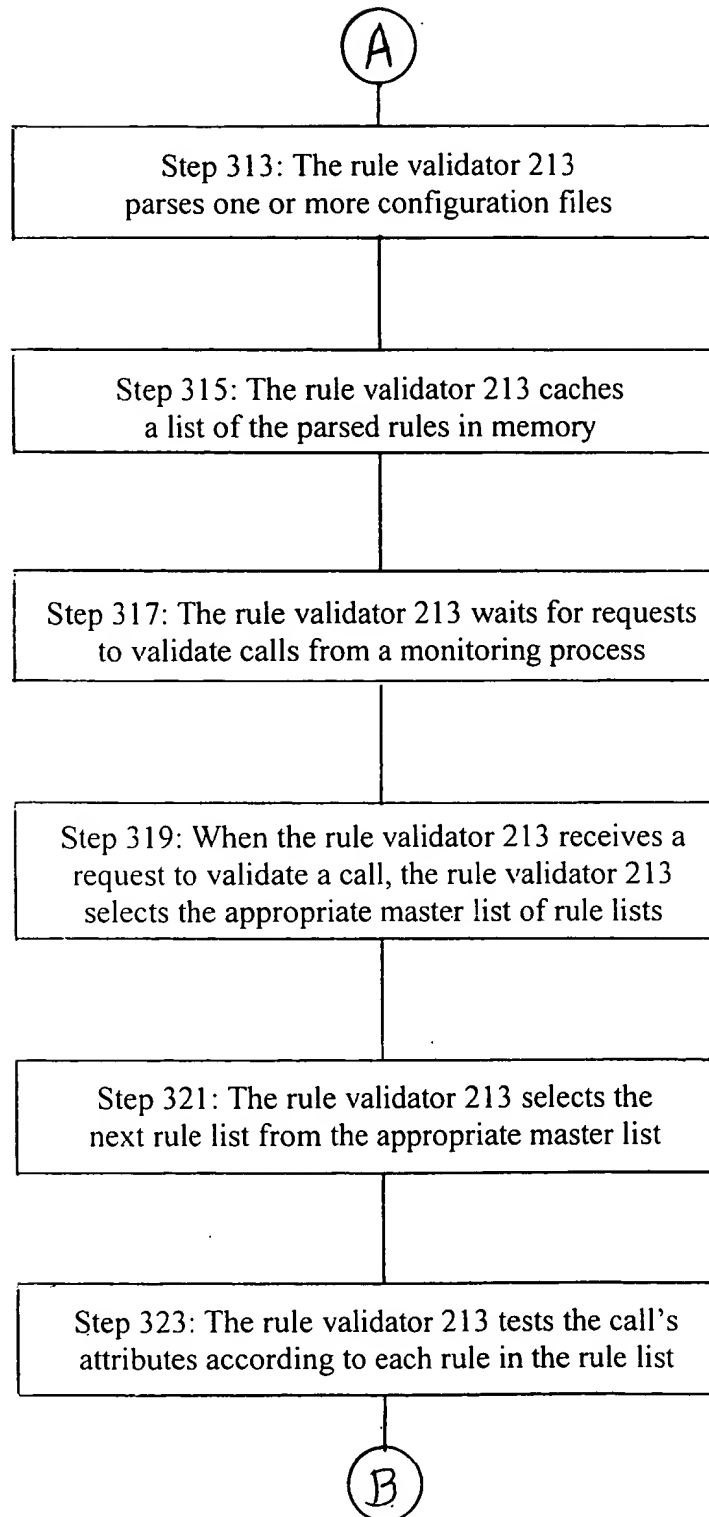 A
Step 313: The rule validator 213
parses one or more configuration files
Step 315: The rule validator 213 caches
a list of the parsed rules in memory
Step 317: The rule validator 213 waits for requests
to validate calls from a monitoring process
Step 319: When the rule validator 213 receives a
request to validate a call, the rule validator 213
selects the appropriate master list of rule lists
Step 321: The rule validator 213 selects the
next rule list from the appropriate master list
Step 323: The rule validator 213 tests the call's
attributes according to each rule in the rule list
B